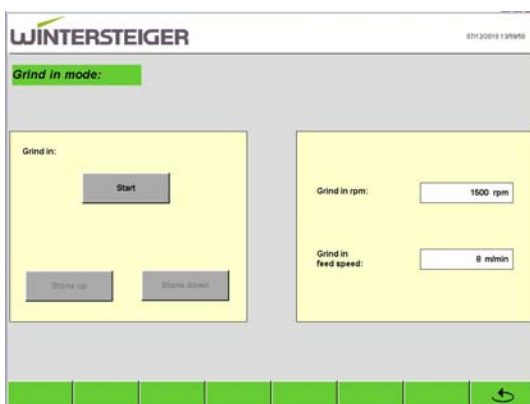 WINTERSTEIGER
Grind in mode:
Grind in:
Start
Stone up
Stone down
Grind in rpm:
1500 rpm
Grind in
feed speed:
8 m/min